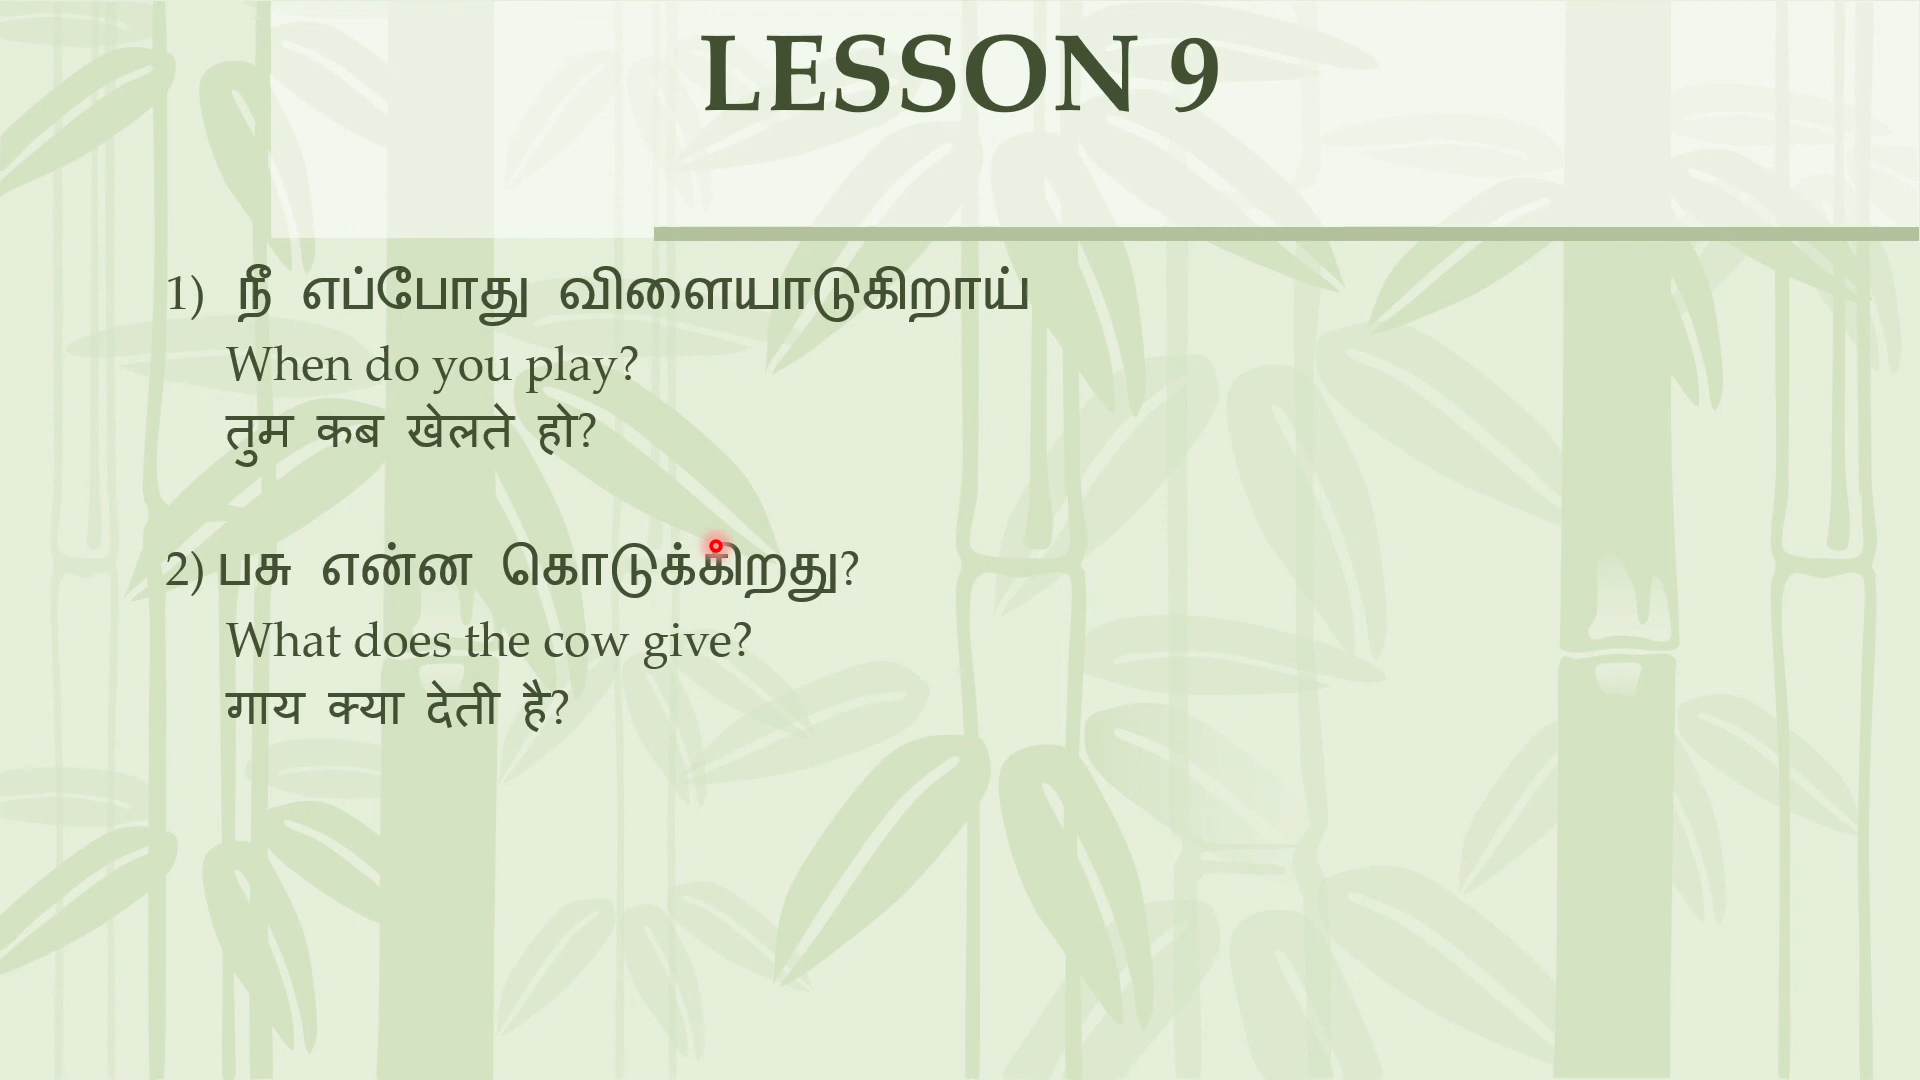 LESSON 9
1) நீ எப்போது விளையாடுகிறாய்
When do you play?
तुम कब खेलते हो?
2) பசு என்ன கொடுக்கிறது?
What does the cow give?
गाय क्या देती है?